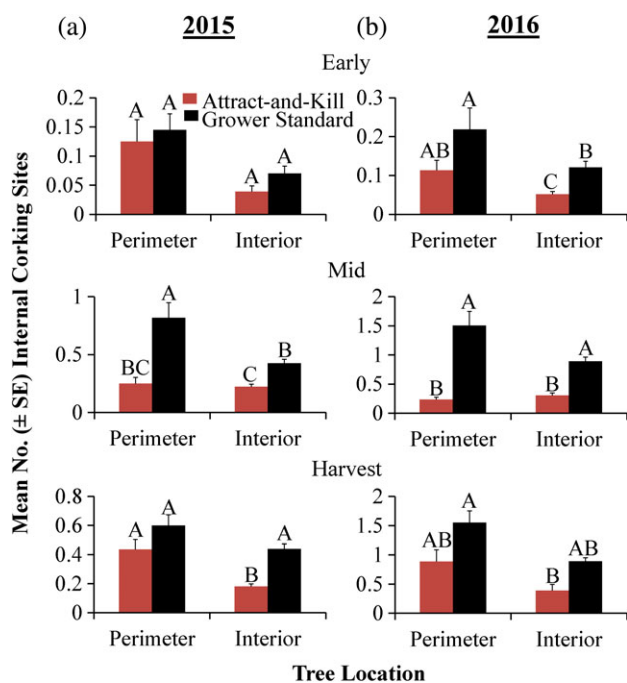 (a) 2015 (b) 2016
Early
Attract-and-Kill
Grower Standard
Mean No. (± SE) Internal Corking Sites
0.2
0.15
0.1
0.05
0
A A A A
Perimeter Interior
0.3
0.2
0.1
0
AB A C B
Perimeter Interior
Mid
1
0.5
0
BC A C B
Perimeter Interior
2
1.5
1
0.5
0
B A B A
Perimeter Interior
Harvest
0.8
0.6
0.4
0.2
0
A A B A
Perimeter Interior
2
1.5
1
0.5
0
AB A B AB
Perimeter Interior
Tree Location